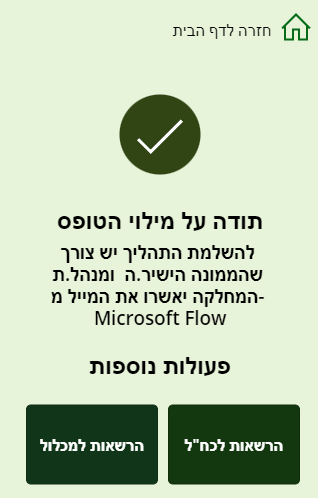 חזרה לדף הבית
תודה על מילוי הטופס
להשלמת התהליך יש צורך
שהממונה הישיר.ה ומנהל.ת
המחלקה יאשרו את המייל מ-
Microsoft Flow
פעולות נוספות
הרשאות לכח"ל
הרשאות למכלול